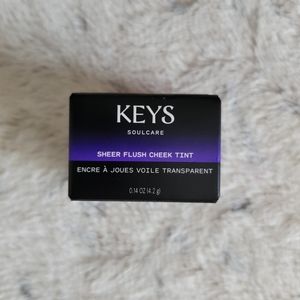 KEYS
SOULCARE
SHEER FLUSH CHEEK TINT
ENCRE À JOUES VOILE TRANSPARENT
0.14 OZ (4.2 g)